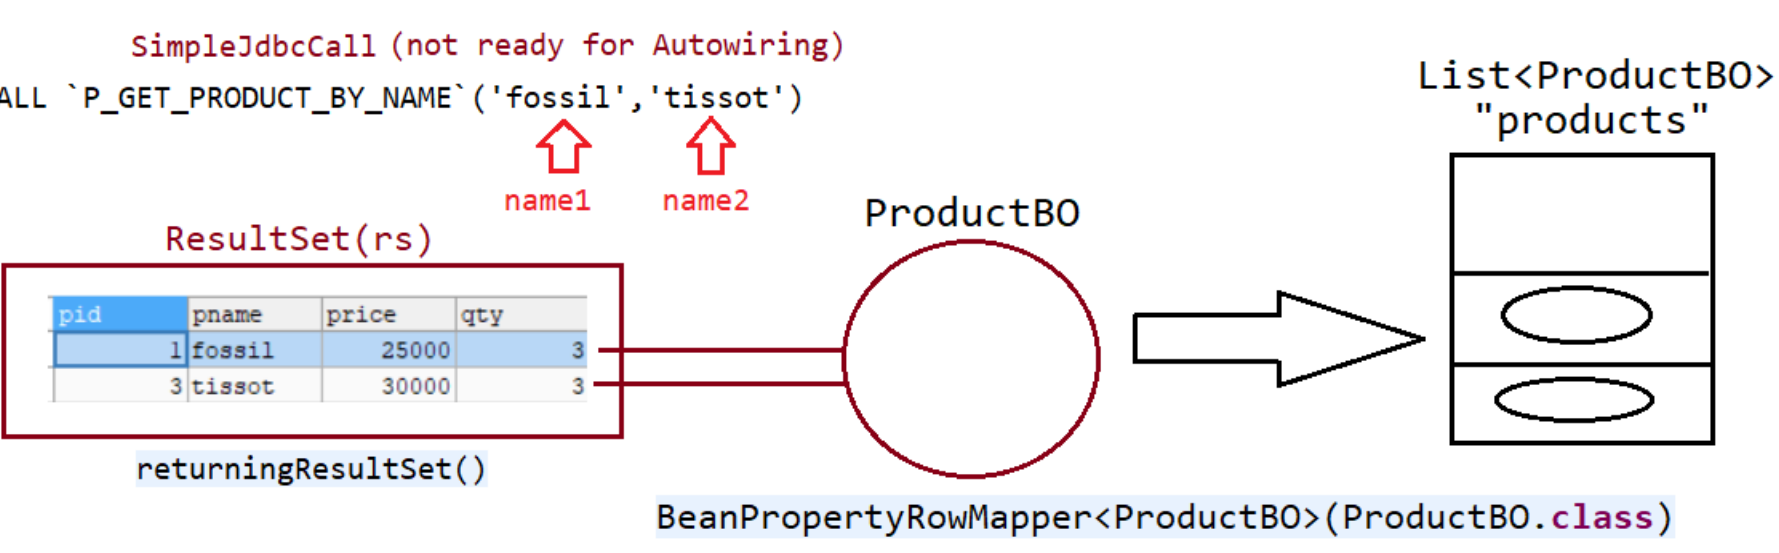 SimpleJdbcCall (not ready for Autowiring)
ALL `P_GET_PRODUCT_BY_NAME`('fossil','tissot')
name1 name2
List<ProductBO>
"products"
ProductBO
ResultSet(rs)
pid pname price qty
1 fossil 25000 3
3 tissot 30000 3
returningResultSet()
BeanPropertyRowMapper<ProductBO>(ProductBO.class)